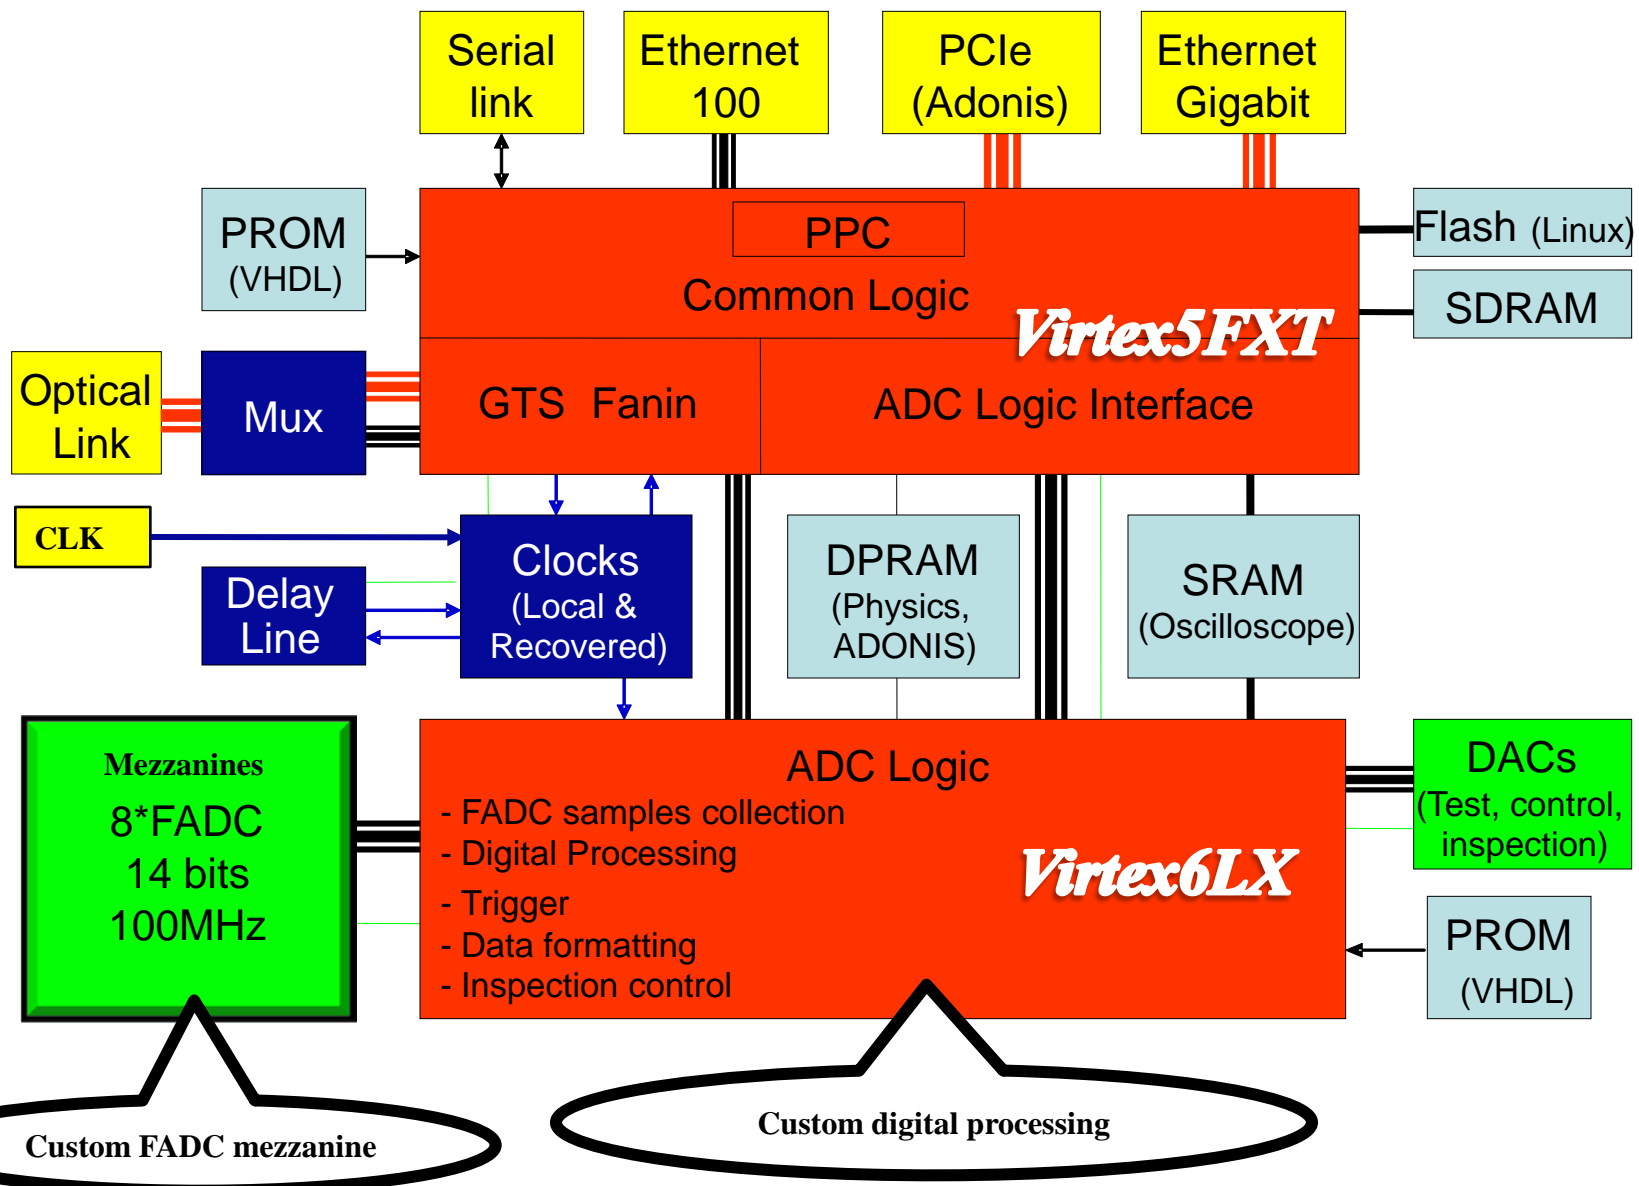 Serial
link
Ethernet
100
PCIe
(Adonis)
Ethernet
Gigabit
PROM
(VHDL)
PPC
Common Logic
Virtex5FXT
Flash (Linux)
SDRAM
Optical
Link
Mux
GTS Fanin
ADC Logic Interface
CLK
Clocks
(Local &
Recovered)
Delay
Line
DPRAM
(Physics,
ADONIS)
SRAM
(Oscilloscope)
Mezzanines
8*FADC
14 bits
100MHz
ADC Logic
- FADC samples collection
- Digital Processing
- Trigger
- Data formatting
- Inspection control
Virtex6LX
DACs
(Test, control,
inspection)
PROM
(VHDL)
Custom FADC mezzanine
Custom digital processing